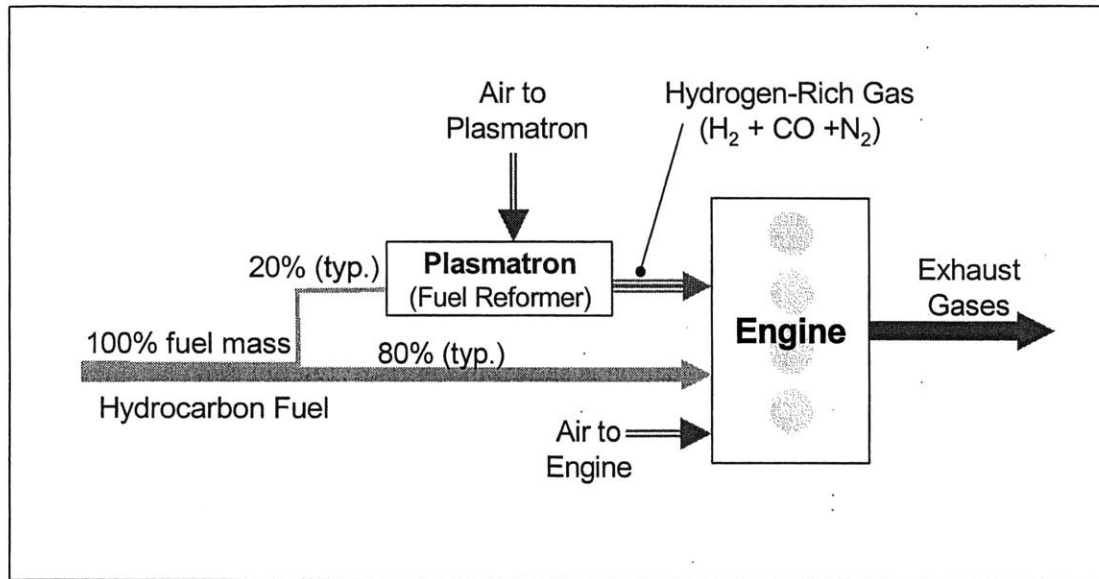 Air to
Plasmatron
Hydrogen-Rich Gas
(H₂ + CO +N₂)
20% (typ.)
Plasmatron
(Fuel Reformer)
Exhaust
Gases
Engine
100% fuel mass
80% (typ.)
Hydrocarbon Fuel
Air to
Engine